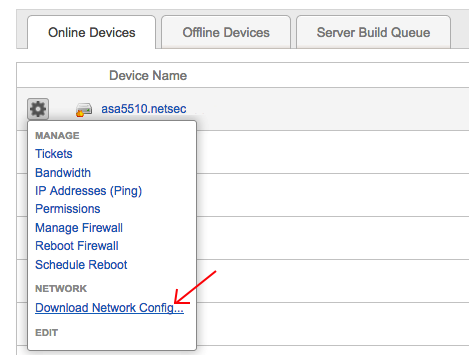 Online Devices Offline Devices Server Build Queue
Device Name
asa5510.netsec
MANAGE
Tickets
Bandwidth
IP Addresses (Ping)
Permissions
Manage Firewall
Reboot Firewall
Schedule Reboot
NETWORK
Download Network Config...
EDIT